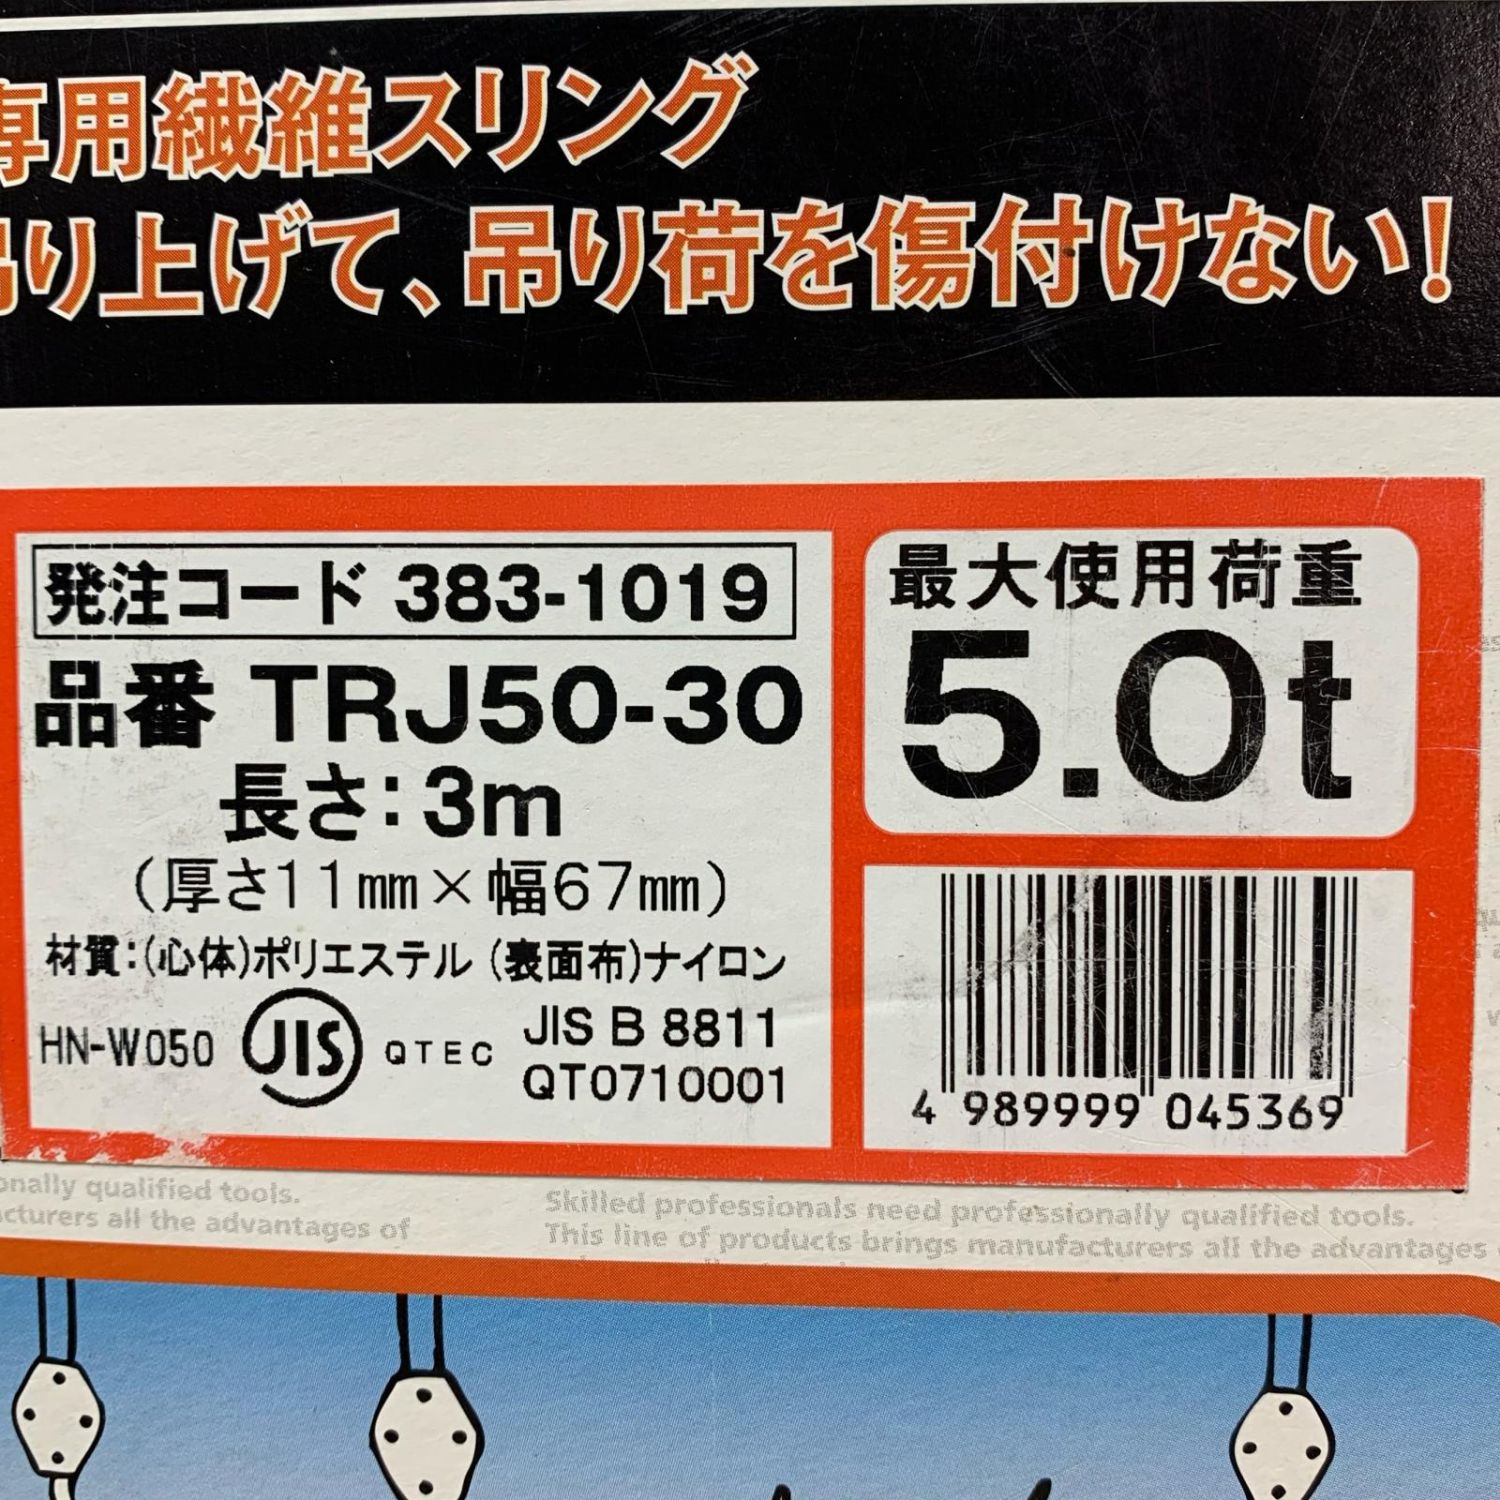 専用繊維スリング
吊り上げて、吊り荷を傷付けない!
発注コード 383-1019
品番 TRJ50-30
長さ:3m
(厚さ11mm×幅67mm)
材質:(心体)ポリエステル (表面布)ナイロン
HN-W050 JIS QTEC JIS B 8811
QT0710001
最大使用荷重
5.0t
4 989999 045369
onally qualified tools.
cturers all the advantages of
Skilled professionals need professionally qualified tools.
This line of products brings manufacturers all the advantages